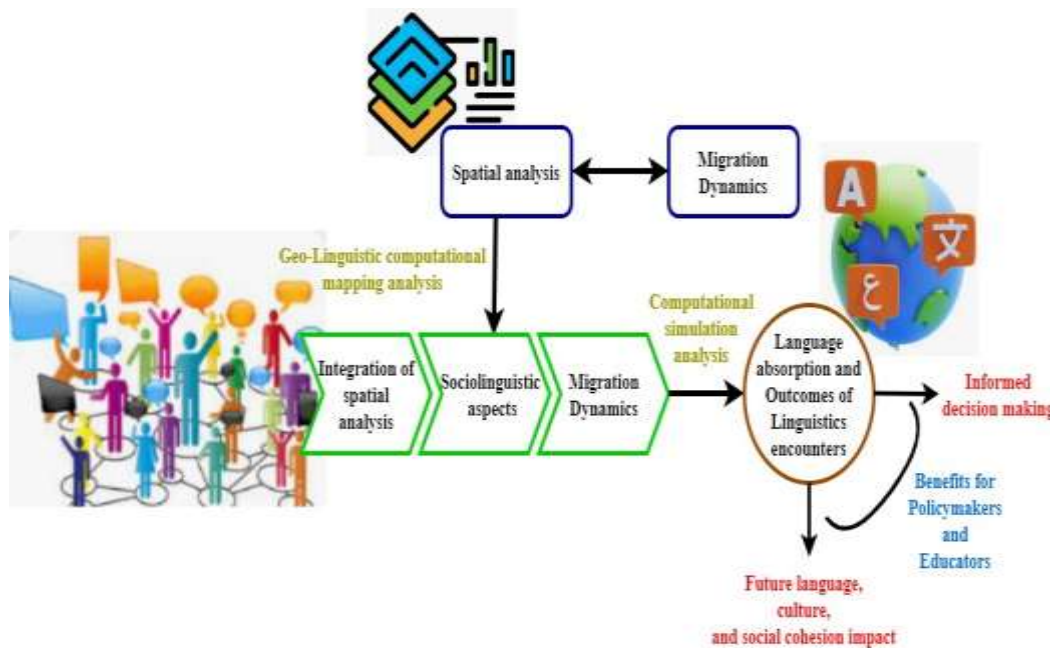 Spatial analysis
Migration
Dynamics
A
文
ع
Geo-Linguistic computational
mapping analysis
Computational
simulation
analysis
Integration of
spatial
analysis
Sociolinguistic
aspects
Migration
Dynamics
Language
absorption and
Outcomes of
Linguistics
encounters
Informed
decision making
Benefits for
Policymakers
and
Educators
Future language,
culture,
and social cohesion impact